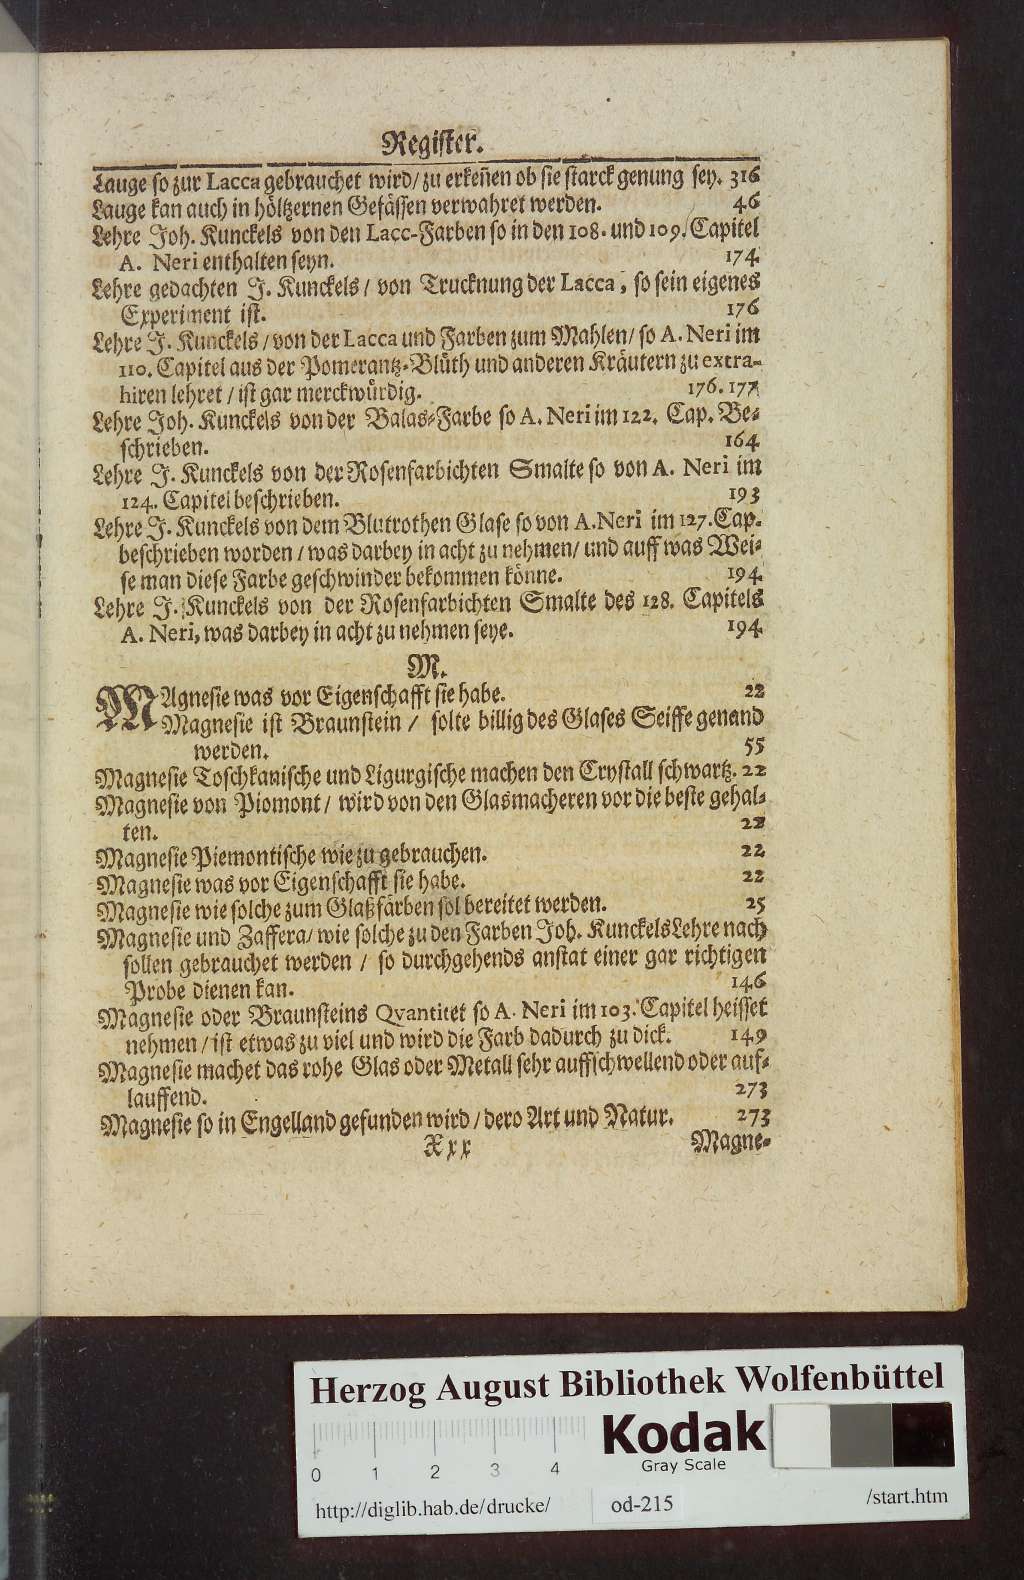 Register.
Lauge so zur Lacca gebrauchet wird/ zu erkeñen ob sie starck genung sey. 316
Lauge kan auch in höltzernen Gefässen verwahret werden. 46
Lehre Joh. Kunckels von den Lacc-Farben so in den 108. und 109. Capitel
A. Neri enthalten seyn. 174
Lehre gedachten J. Kunckels / von Trucknung der Lacca, so sein eigenes
Experiment ist. 176
Lehre J. Kunckels / von der Lacca und Farben zum Mahlen/ so A. Neri im
110. Capitel aus der Pomerantz-Blüth und anderen Kräutern zu extra-
hiren lehret / ist gar merckwürdig. 176. 177
Lehre Joh. Kunckels von der Balas-Farbe so A. Neri im 122. Cap. Be-
schrieben. 164
Lehre J. Kunckels von der Rosenfarbichten Smalte so von A. Neri im
124. Capitel beschrieben. 193
Lehre J. Kunckels von dem Blutrothen Glase so von A. Neri im 127. Cap.
beschrieben worden / was darbey in acht zu nehmen/ und auff was Wei-
se man diese Farbe geschwinder bekommen könne. 194
Lehre J. Kunckels von der Rosenfarbichten Smalte des 128. Capitels
A. Neri, was darbey in acht zu nehmen seye. 194
M.
MAgnesie was vor Eigenschafft sie habe. 22
Magnesie ist Braunstein / solte billig des Glases Seiffe genand
werden. 55
Magnesie Toschkanische und Ligurgische machen den Crystall schwartz. 22
Magnesie von Piomont / wird von den Glasmacheren vor die beste gehal-
ten. 22
Magnesie Piemontische wie zu gebrauchen. 22
Magnesie was vor Eigenschafft sie habe. 22
Magnesie wie solche zum Glaßfärben sol bereitet werden. 25
Magnesie und Zaffera/ wie solche zu den Farben Joh. Kunckels Lehre nach
sollen gebrauchet werden / so durchgehends anstat einer gar richtigen
Probe dienen kan. 146
Magnesie oder Braunsteins Qvantitet so A. Neri im 103. Capitel heisset
nehmen / ist etwas zu viel und wird die Farb dadurch zu dick. 149
Magnesie machet das rohe Glas oder Metall sehr auffschwellend oder auf-
lauffend. 273
Magnesie so in Engelland gefunden wird / dero Art und Natur. 273
Xxx Magne-
Herzog August Bibliothek Wolfenbüttel
Kodak
Gray Scale
0 1 2 3 4
http://diglib.hab.de/drucke/ od-215 /start.htm